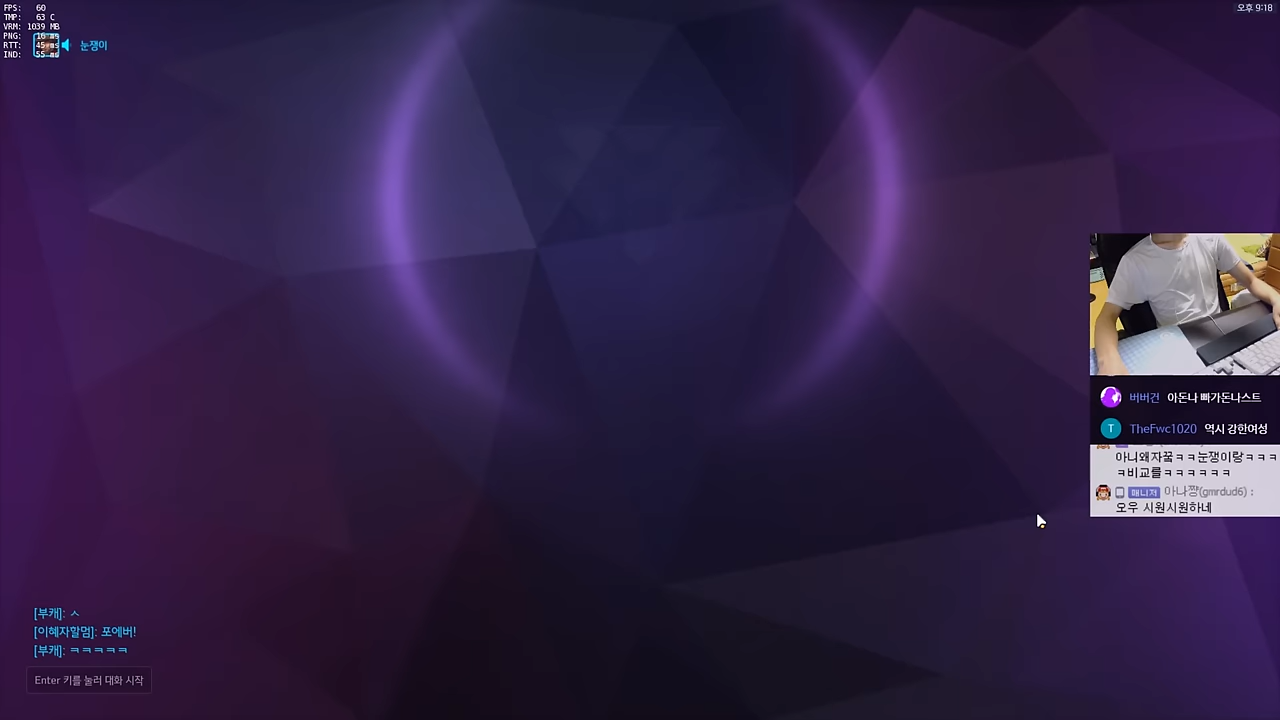 FPS: 60
TMP: 63 C
VRM: 1039 MB
PNG: 16 ms
RTT: 45 ms
IND: 55 ms
눈쟁이
오후 9:18
버버건 아돈나 빠가돈니스트
T TheFwc1020 역시 강한여성
아니왜자꿐ㅋㅋ눈쟁이랑ㅋㅋㅋ
ㅋ비교를ㅋㅋㅋㅋㅋㅋ
매니저 아나쨩(gmrdud6) :
오우 시원시원하네
[부캐]: ㅅ
[이혜자할멈]: 포에버!
[부캐]: ㅋㅋㅋㅋㅋ
Enter 키를 눌러 대화 시작